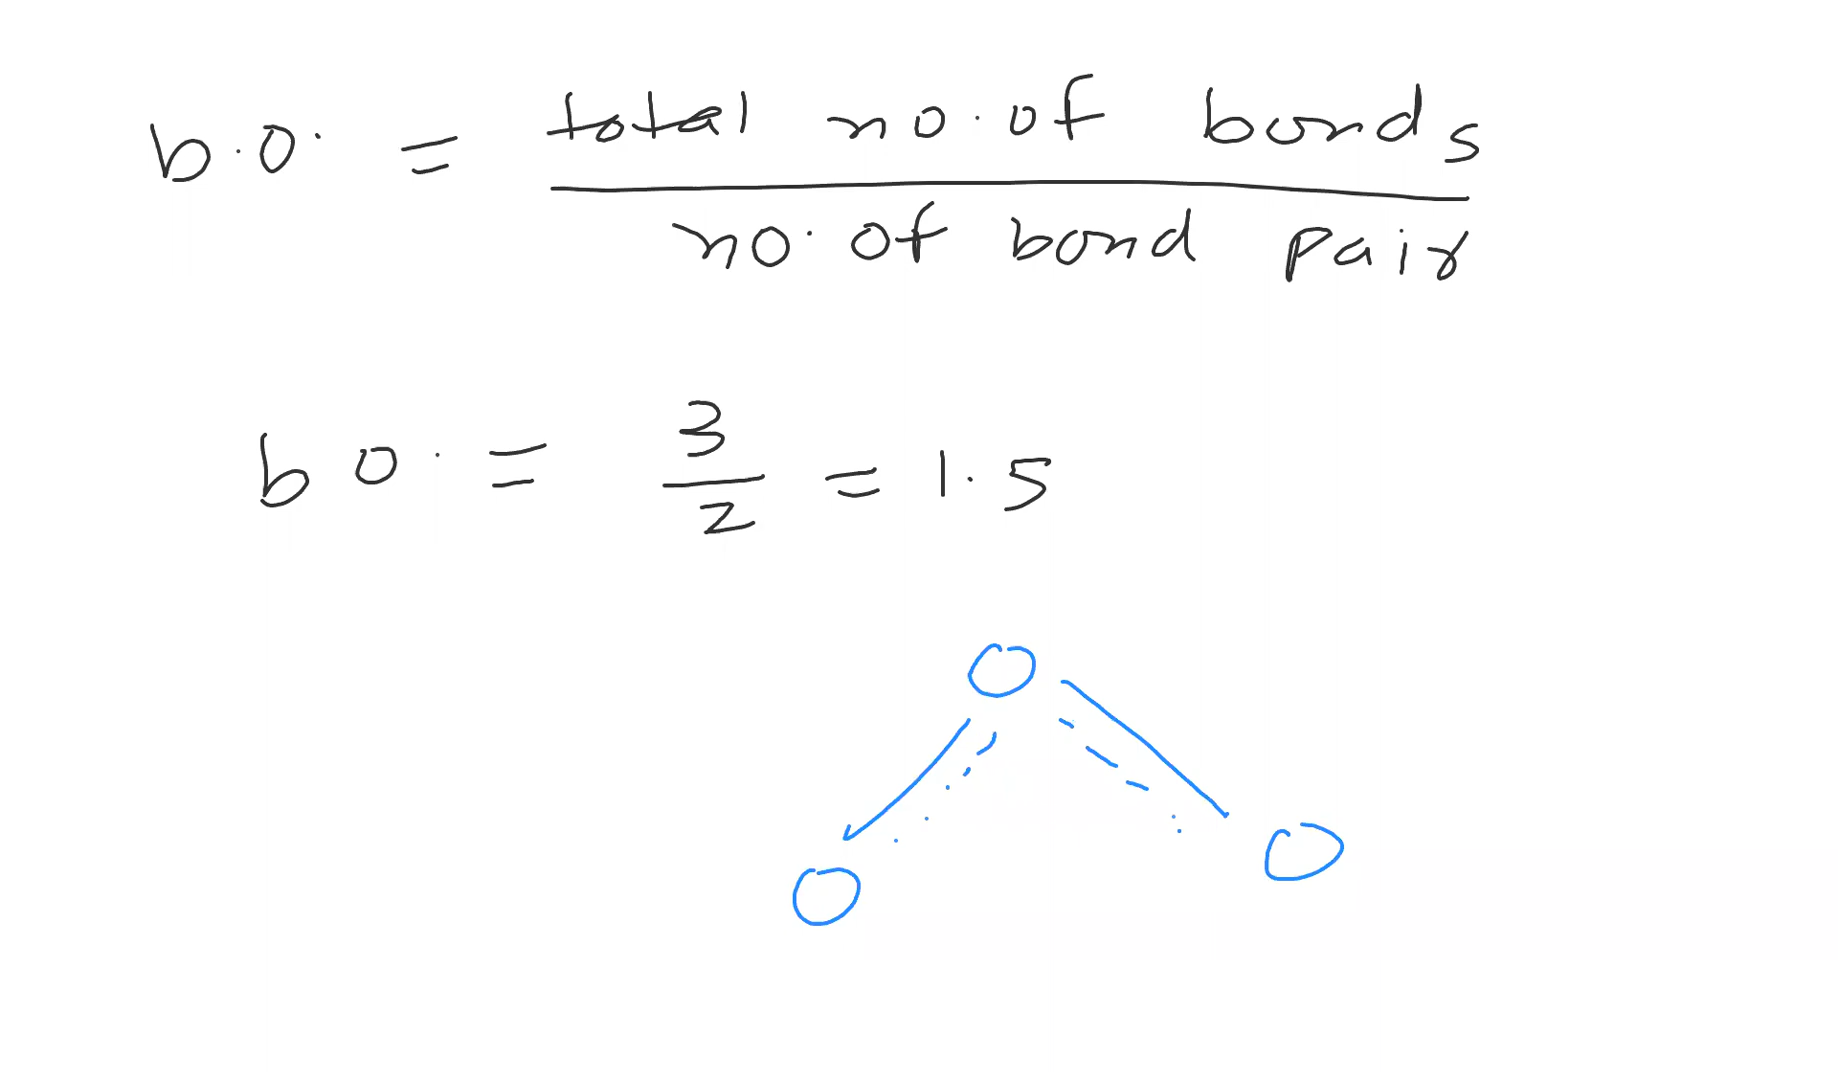 b.o. = total no. of bonds
no. of bond pair
b o. = 3/2 = 1.5
O
O
O